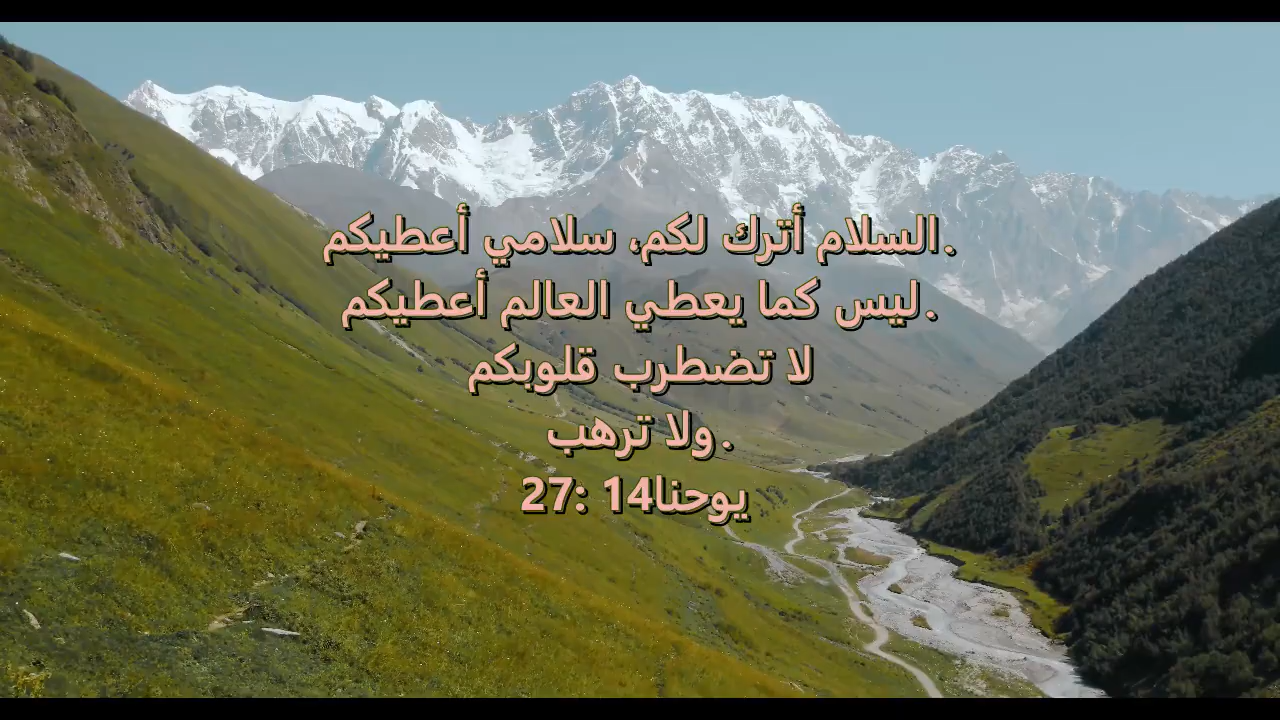 السلام أترك لكم، سلامي أعطيكم.
ليس كما يعطي العالم أعطيكم.
لا تضطرب قلوبكم
ولا ترهب.
يوحنا14 :27